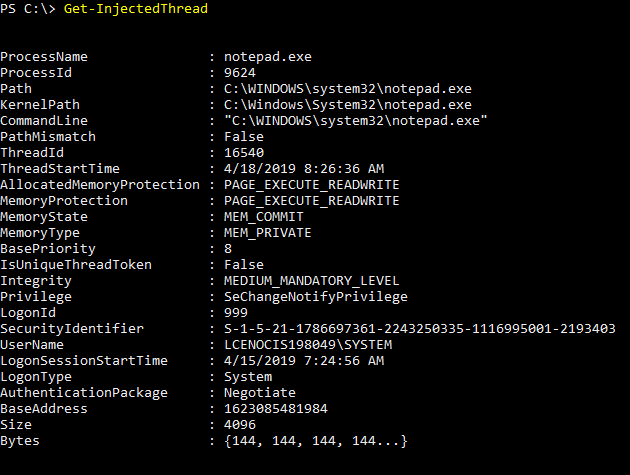 PS C:\> Get-InjectedThread
ProcessName : notepad.exe
ProcessId : 9624
Path : C:\WINDOWS\system32\notepad.exe
KernelPath : C:\Windows\System32\notepad.exe
CommandLine : "C:\WINDOWS\system32\notepad.exe"
PathMismatch : False
ThreadId : 16540
ThreadStartTime : 4/18/2019 8:26:36 AM
AllocatedMemoryProtection : PAGE_EXECUTE_READWRITE
MemoryProtection : PAGE_EXECUTE_READWRITE
MemoryState : MEM_COMMIT
MemoryType : MEM_PRIVATE
BasePriority : 8
IsUniqueThreadToken : False
Integrity : MEDIUM_MANDATORY_LEVEL
Privilege : SeChangeNotifyPrivilege
LogonId : 999
SecurityIdentifier : S-1-5-21-1786697361-2243250335-1116995001-2193403
UserName : LCENOCIS198049\SYSTEM
LogonSessionStartTime : 4/15/2019 7:24:56 AM
LogonType : System
AuthenticationPackage : Negotiate
BaseAddress : 1623085481984
Size : 4096
Bytes : {144, 144, 144, 144...}